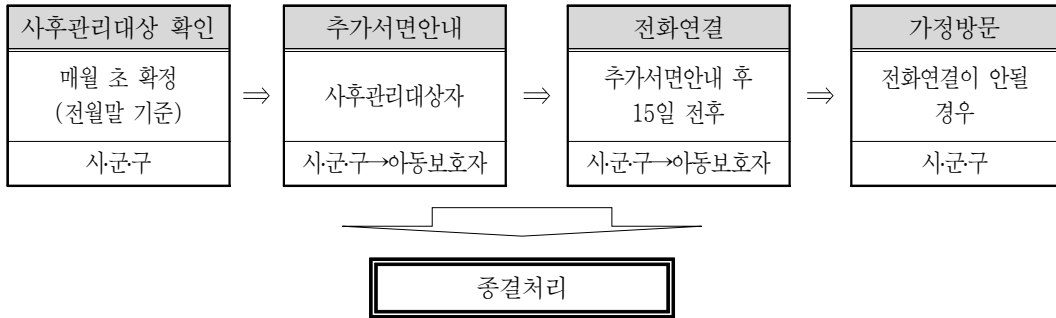 사후관리대상 확인
매월 초 확정
(전월말 기준)
시·군·구
⇒
추가서면안내
사후관리대상자
시·군·구→아동보호자
⇒
전화연결
추가서면안내 후
15일 전후
시·군·구→아동보호자
⇒
가정방문
전화연결이 안될
경우
시·군·구
종결처리